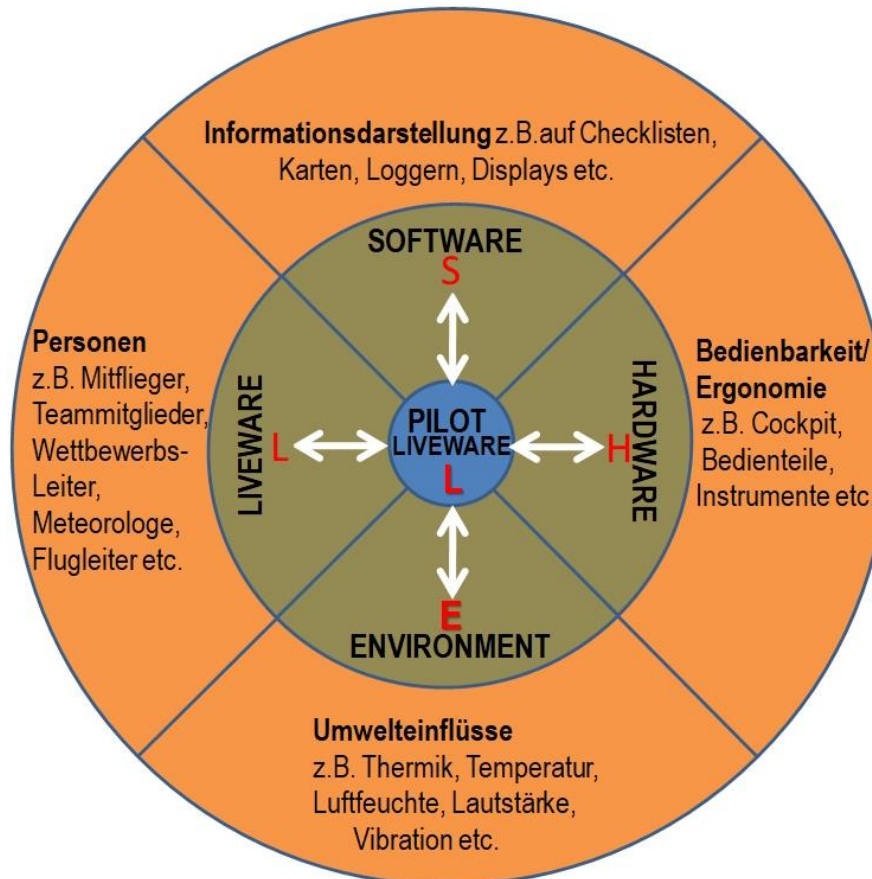 Informationsdarstellung z.B.auf Checklisten,
Karten, Loggern, Displays etc.
SOFTWARE
S
Personen
z.B. Mitflieger,
Teammitglieder,
Wettbewerbs-
Leiter,
Meteorologe,
Flugleiter etc.
LIVEWARE
L
PILOT
LIVEWARE
L
H
HARDWARE
Bedienbarkeit/
Ergonomie
z.B. Cockpit,
Bedienteile,
Instrumente etc.
E
ENVIRONMENT
Umwelteinflüsse
z.B. Thermik, Temperatur,
Luftfeuchte, Lautstärke,
Vibration etc.